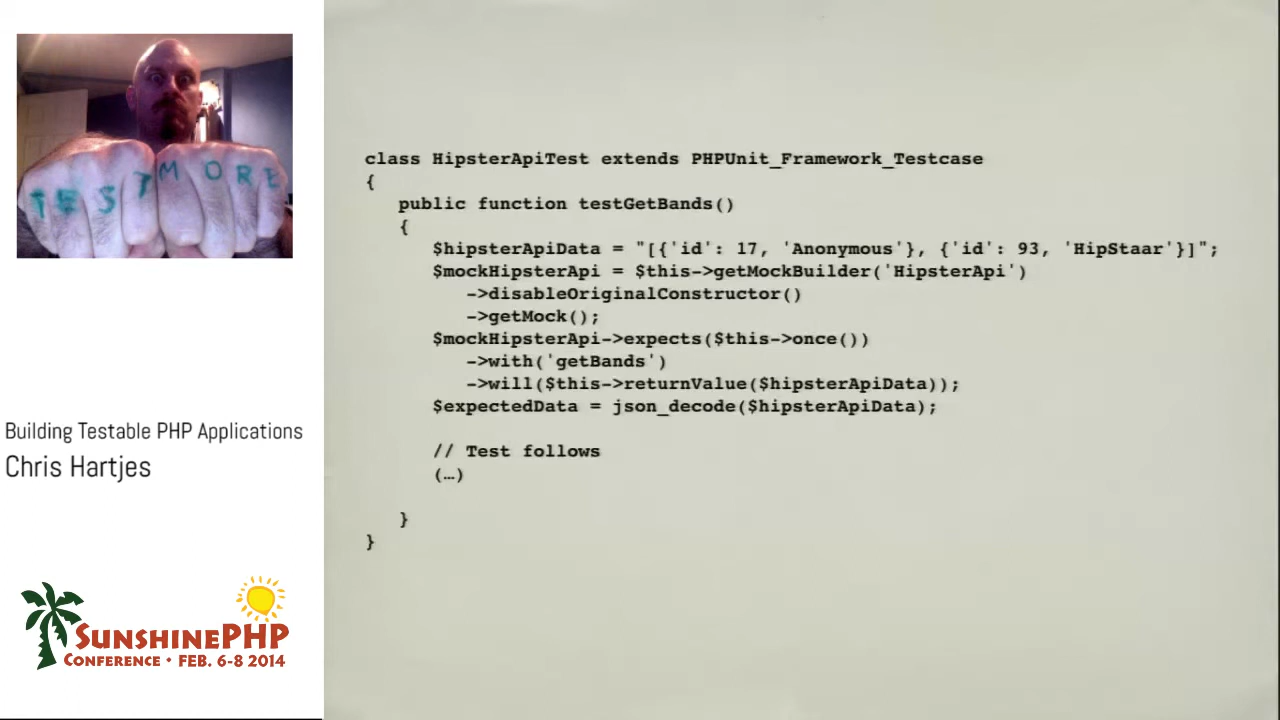 TEST MORE
Building Testable PHP Applications
Chris Hartjes
SUNSHINEPHP
CONFERENCE • FEB. 6-8 2014
class HipsterApiTest extends PHPUnit_Framework_Testcase
{
public function testGetBands()
{
$hipsterApiData = "[{'id': 17, 'Anonymous'}, {'id': 93, 'HipStaar'}]";
$mockHipsterApi = $this->getMockBuilder('HipsterApi')
->disableOriginalConstructor()
->getMock();
$mockHipsterApi->expects($this->once())
->with('getBands')
->will($this->returnValue($hipsterApiData));
$expectedData = json_decode($hipsterApiData);
// Test follows
(…)
}
}